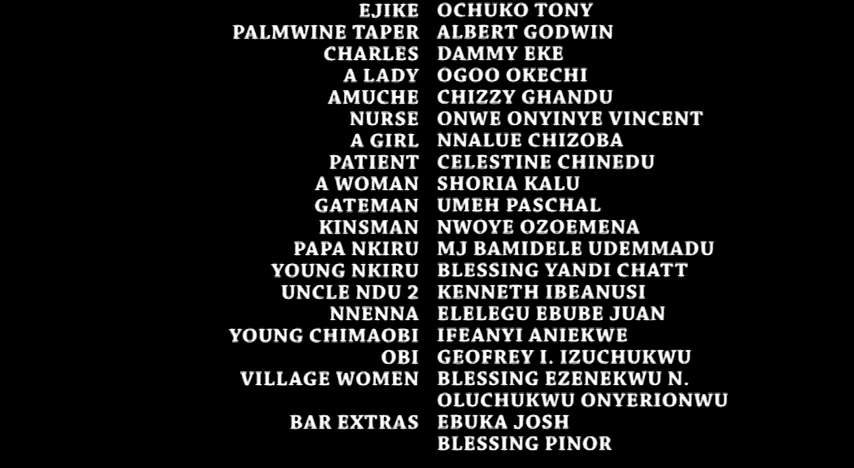 EJIKE OCHUKO TONY
PALMWINE TAPER ALBERT GODWIN
CHARLES DAMMY EKE
A LADY OGOO OKECHI
AMUCHE CHIZZY GHANDU
NURSE ONWE ONYINYE VINCENT
A GIRL NNALUE CHIZOBA
PATIENT CELESTINE CHINEDU
A WOMAN SHORIA KALU
GATEMAN UMEH PASCHAL
KINSMAN NWOYE OZOEMENA
PAPA NKIRU MJ BAMIDELE UDEMMADU
YOUNG NKIRU BLESSING YANDI CHATT
UNCLE NDU 2 KENNETH IBEANUSI
NNENNA ELELEGU EBUBE JUAN
YOUNG CHIMAOBI IFEANYI ANIEKWE
OBI GEOFREY I. IZUCHUKWU
VILLAGE WOMEN BLESSING EZENEKWU N.
OLUCHUKWU ONYERIONWU
BAR EXTRAS EBUKA JOSH
BLESSING PINOR